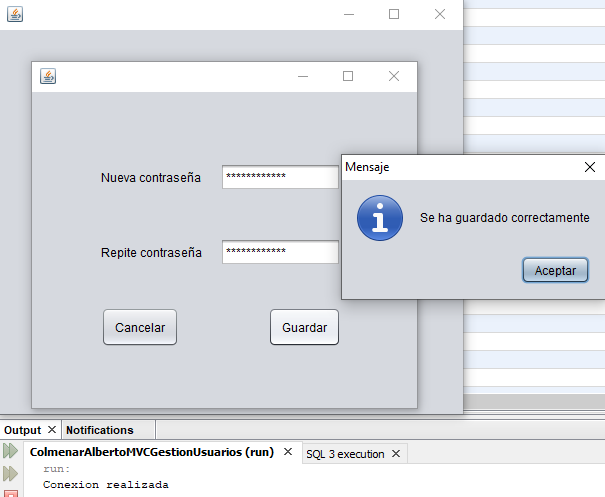 Nueva contraseña
************
Repite contraseña
************
Cancelar
Guardar
Mensaje
Se ha guardado correctamente
Aceptar
Output
Notifications
ColmenarAlbertoMVCGestionUsuarios (run)
SQL 3 execution
run:
Conexion realizada